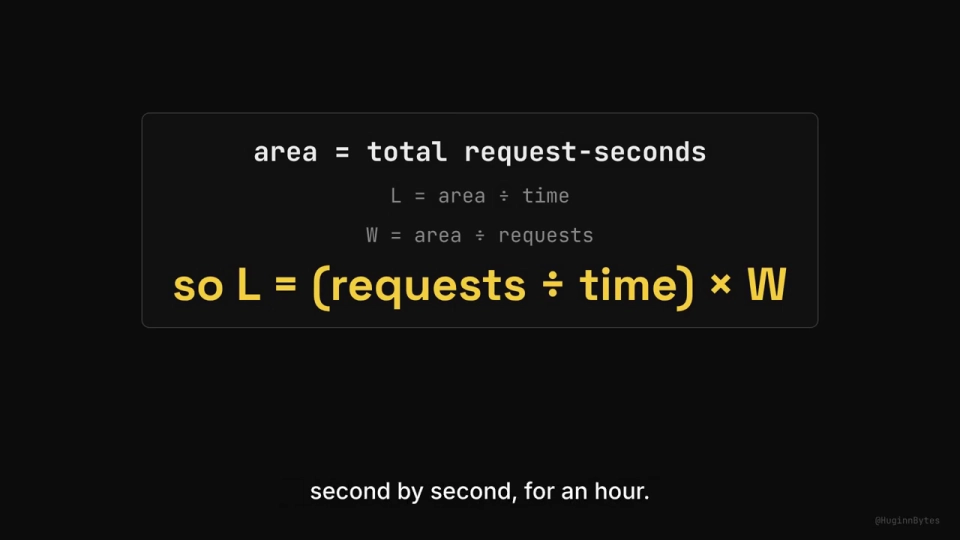 area = total request-seconds
L = area ÷ time
W = area ÷ requests
so L = (requests ÷ time) × W
second by second, for an hour.
@HuginnBytes